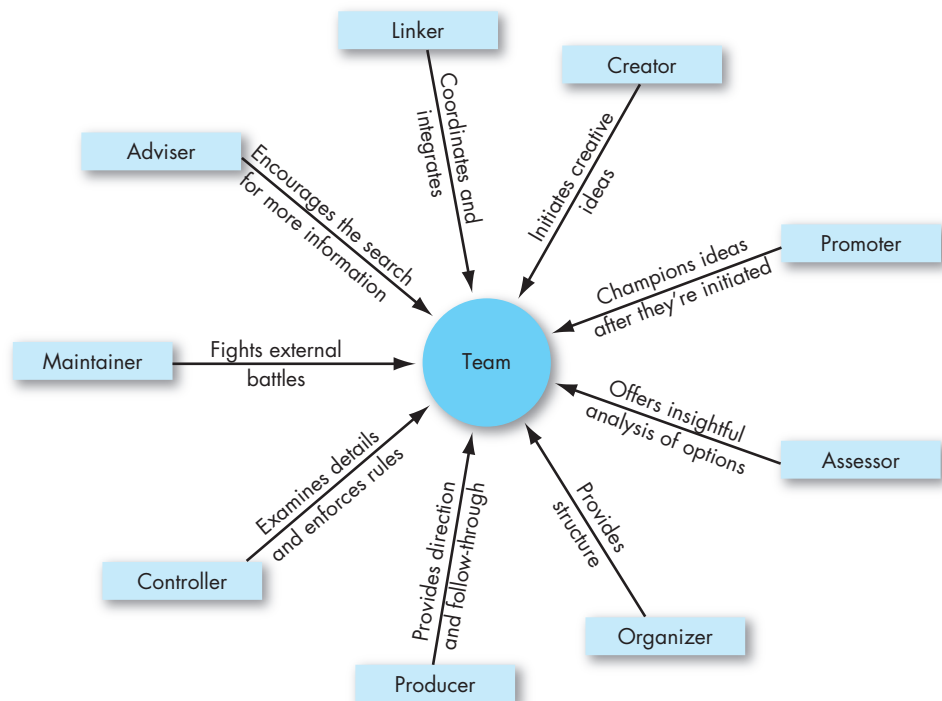 Linker
Coordinates and
integrates
Creator
Initiates creative
ideas
Promoter
Champions ideas
after they're initiated
Assessor
Offers insightful
analysis of options
Organizer
Provides
structure
Producer
Provides direction
and follow-through
Controller
Examines details
and enforces rules
Maintainer
Fights external
battles
Adviser
Encourages the search
for more information
Team